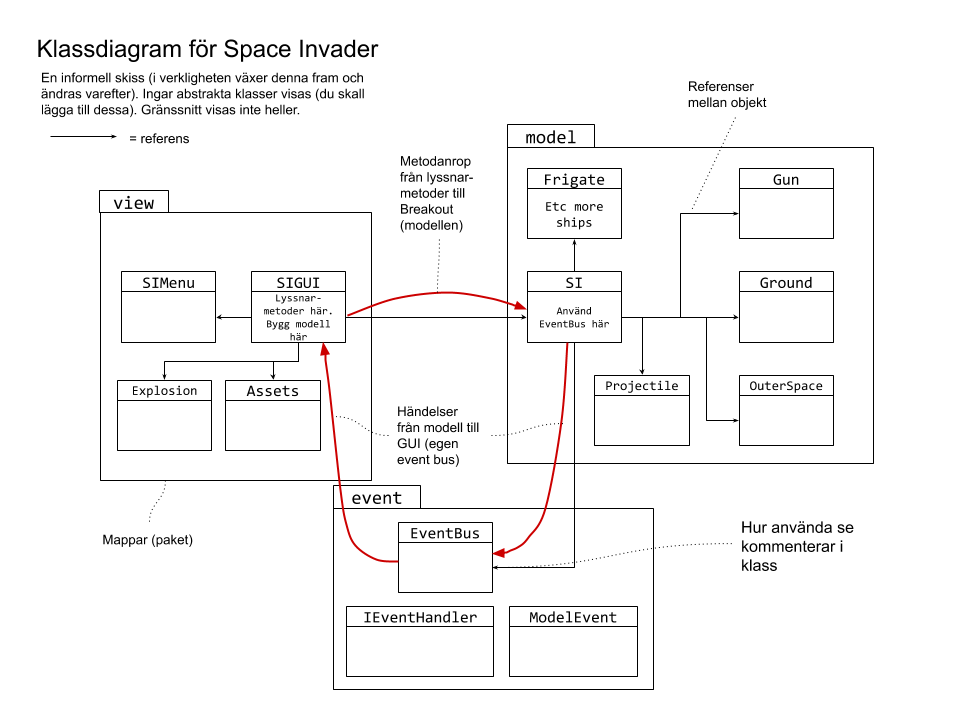 Klassdiagram för Space Invader
En informell skiss (i verkligheten växer denna fram och
ändras varefter). Ingar abstrakta klasser visas (du skall
lägga till dessa). Gränssnitt visas inte heller.
= referens
Referenser
mellan objekt
Metodanrop
från lyssnar-
metoder till
Breakout
(modellen)
model
Frigate
Etc more
ships
Gun
view
SIMenu
SIGUI
Lyssnar-
metoder här.
Bygg modell
här
SI
Använd
EventBus här
Ground
Explosion
Assets
Projectile
OuterSpace
Händelser
från modell till
GUI (egen
event bus)
Mappar (paket)
event
EventBus
Hur använda se
kommenterar i
klass
IEventHandler
ModelEvent